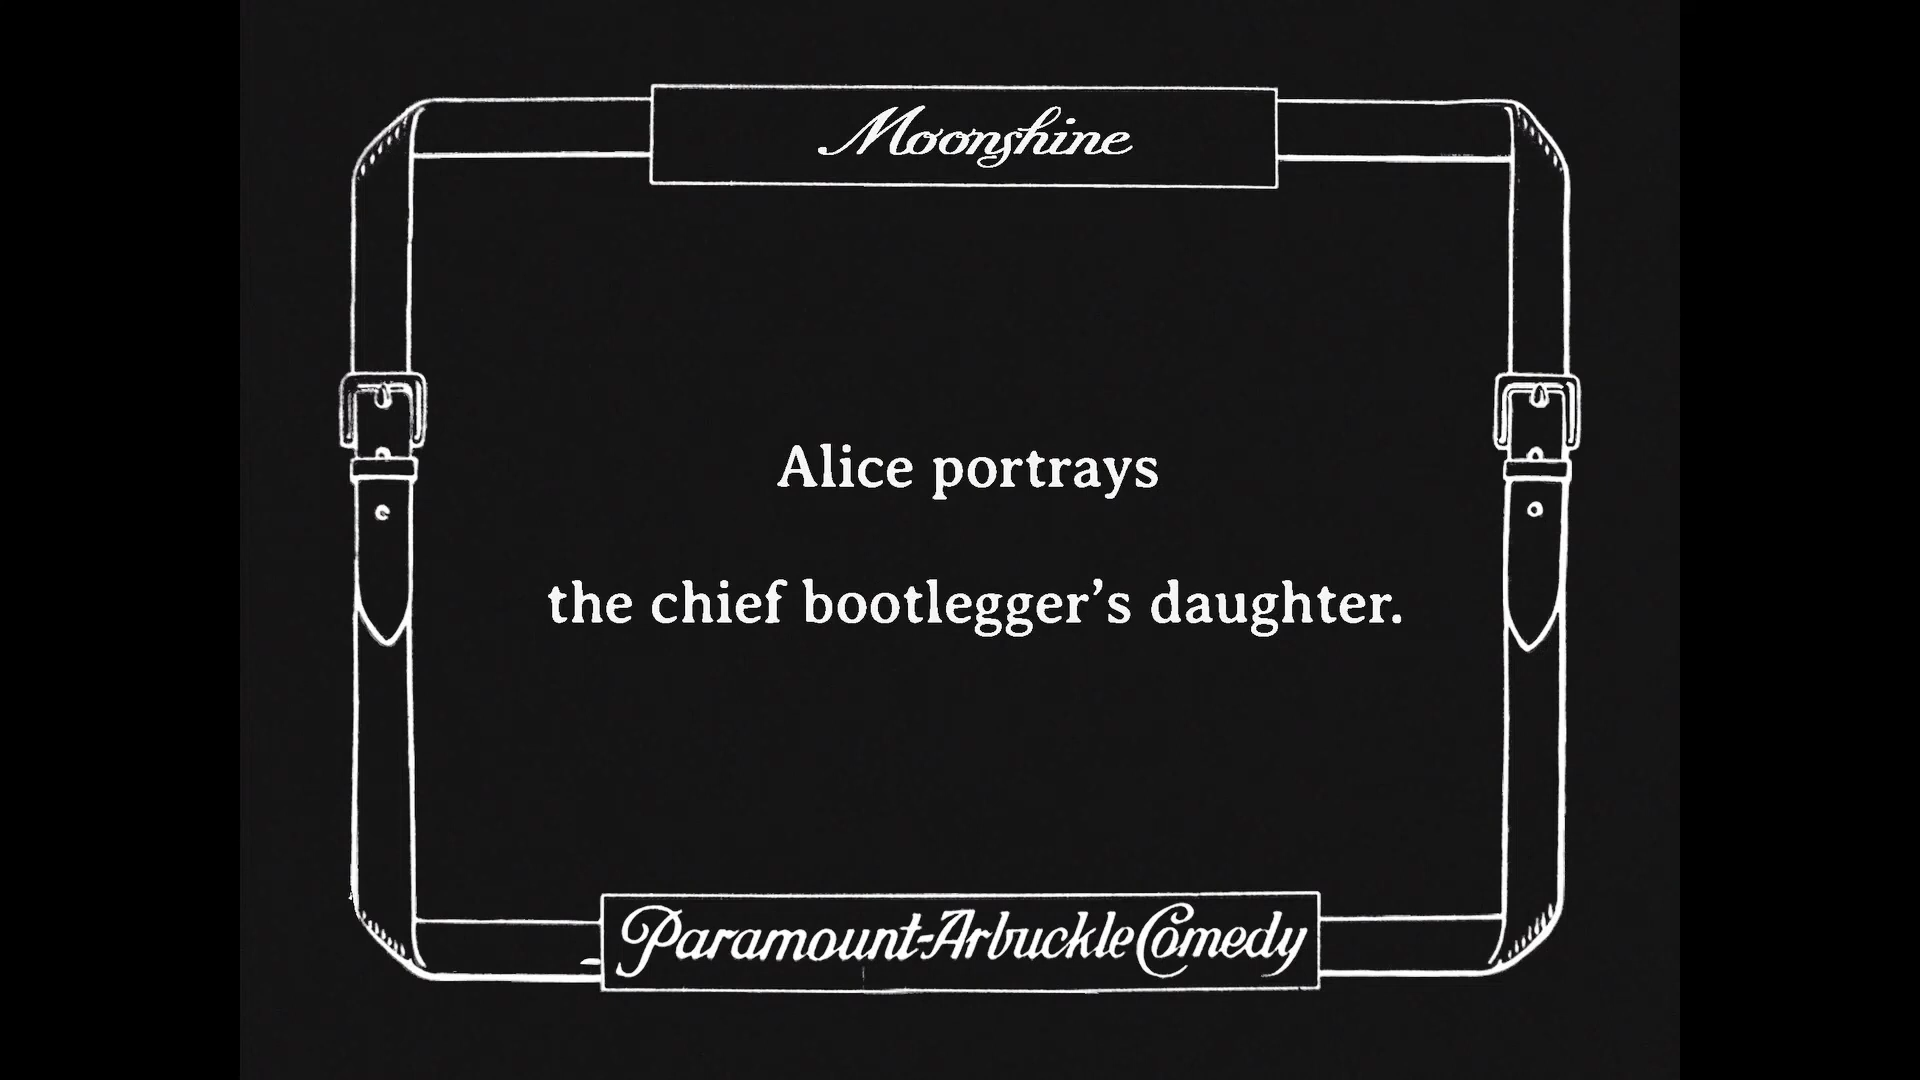 Moonshine
Alice portrays
the chief bootlegger’s daughter.
Paramount-Arbuckle Comedy